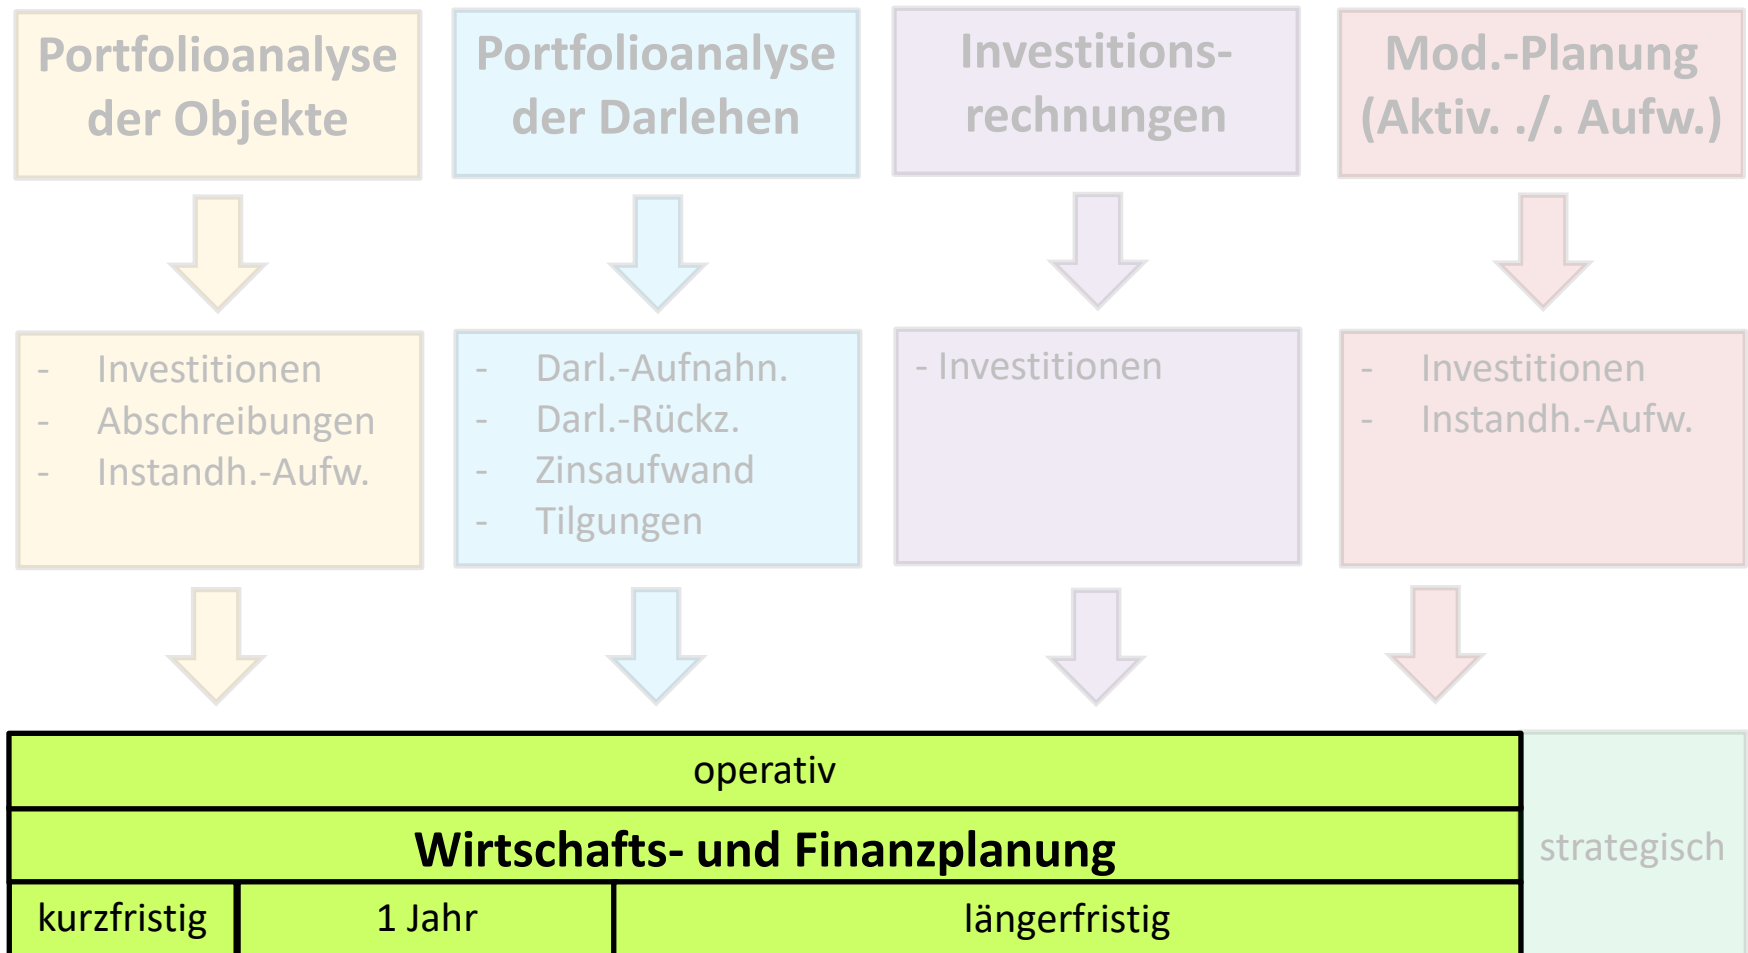 Portfolioanalyse
der Objekte
Portfolioanalyse
der Darlehen
Investitions-
rechnungen
Mod.-Planung
(Aktiv. ./. Aufw.)
- Investitionen
- Abschreibungen
- Instandh.-Aufw.
- Darl.-Aufnahn.
- Darl.-Rückz.
- Zinsaufwand
- Tilgungen
- Investitionen
- Investitionen
- Instandh.-Aufw.
operativ
Wirtschafts- und Finanzplanung
strategisch
kurzfristig
1 Jahr
längerfristig